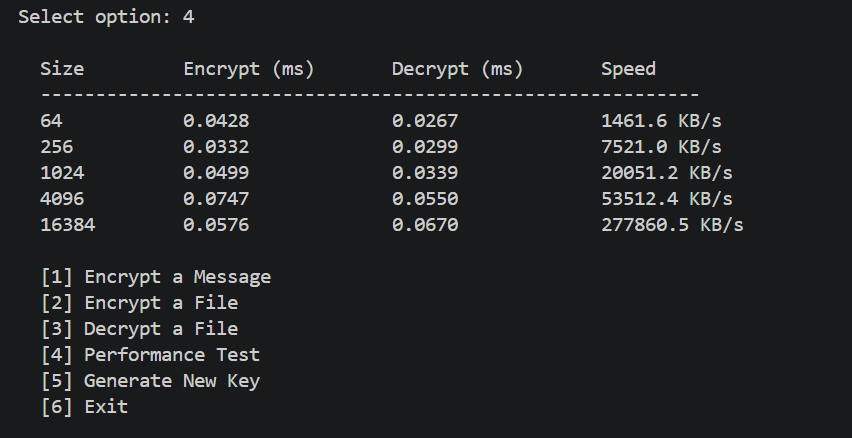 Select option: 4
Size Encrypt (ms) Decrypt (ms) Speed
------------------------------------------------------------
64 0.0428 0.0267 1461.6 KB/s
256 0.0332 0.0299 7521.0 KB/s
1024 0.0499 0.0339 20051.2 KB/s
4096 0.0747 0.0550 53512.4 KB/s
16384 0.0576 0.0670 277860.5 KB/s
[1] Encrypt a Message
[2] Encrypt a File
[3] Decrypt a File
[4] Performance Test
[5] Generate New Key
[6] Exit